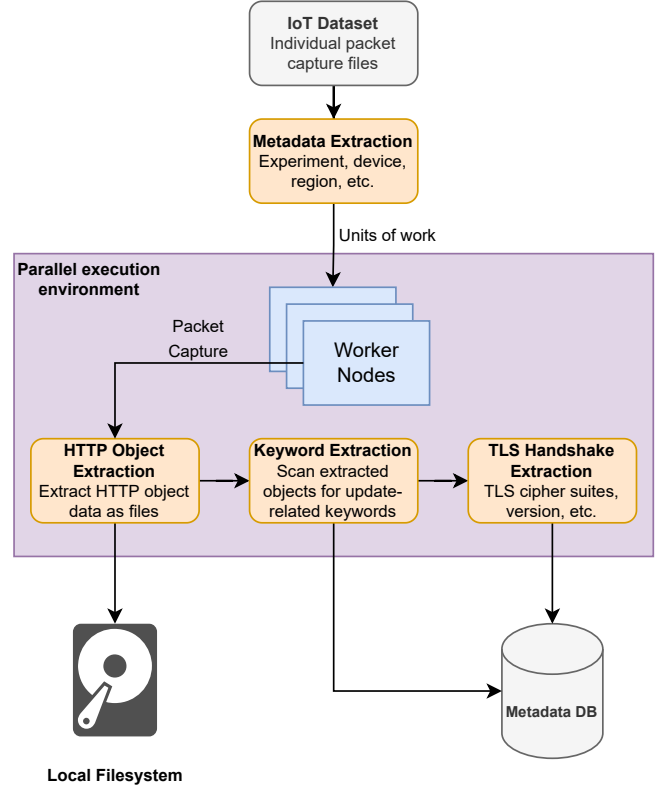 IoT Dataset
Individual packet
capture files
Metadata Extraction
Experiment, device,
region, etc.
Units of work
Parallel execution
environment
Packet
Capture
Worker
Nodes
HTTP Object
Extraction
Extract HTTP object
data as files
Keyword Extraction
Scan extracted
objects for update-
related keywords
TLS Handshake
Extraction
TLS cipher suites,
version, etc.
Metadata DB
Local Filesystem